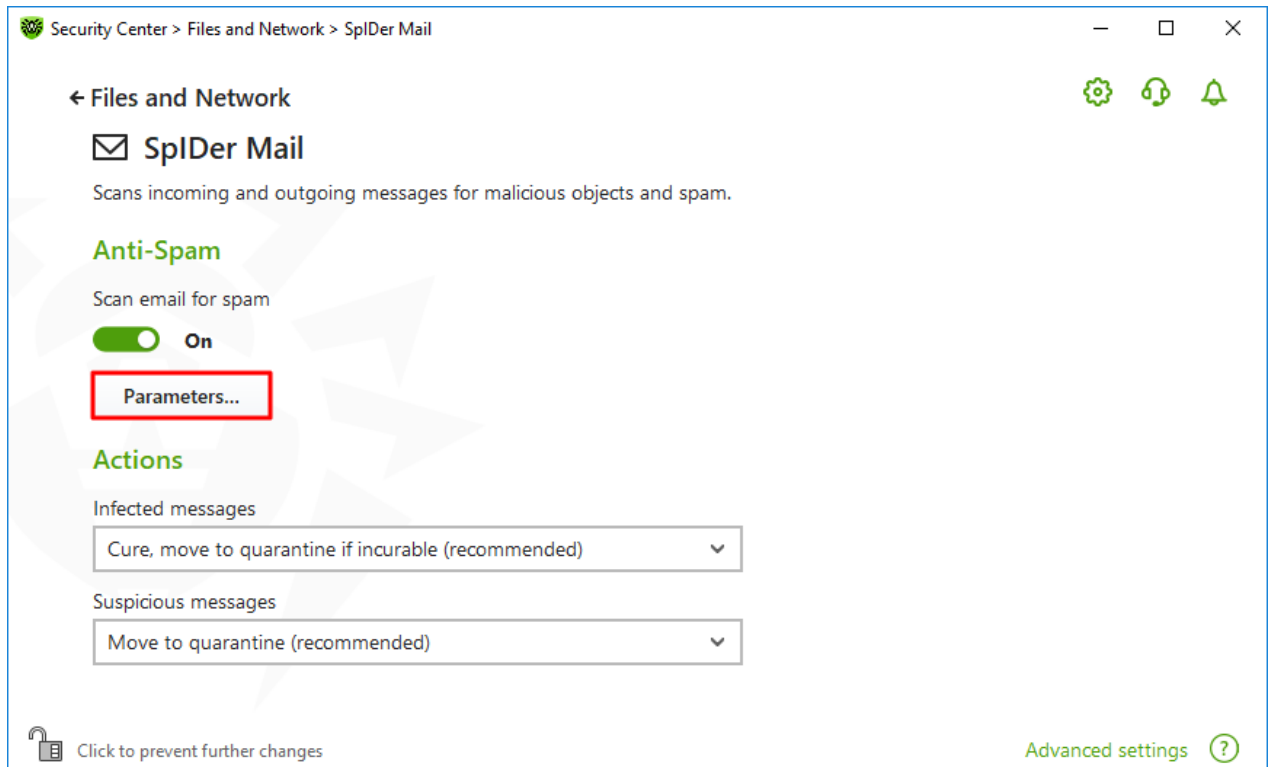 Security Center > Files and Network > SpIDer Mail
Files and Network
SpIDer Mail
Scans incoming and outgoing messages for malicious objects and spam.
Anti-Spam
Scan email for spam
On
Parameters...
Actions
Infected messages
Cure, move to quarantine if incurable (recommended)
Suspicious messages
Move to quarantine (recommended)
Click to prevent further changes
Advanced settings ?